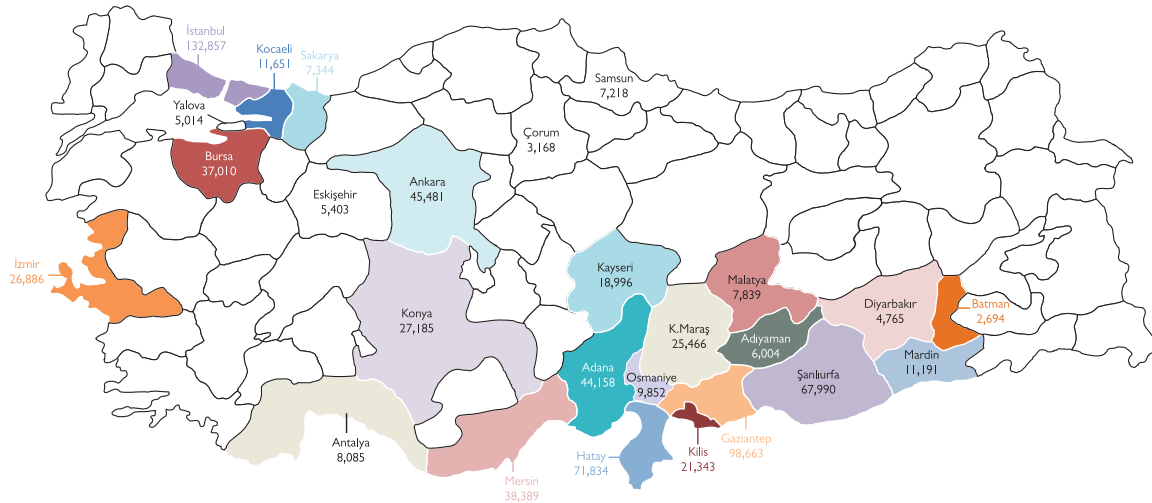 İstanbul
132,857
Kocaeli
11,651
Sakarya
7,344
Samsun
7,218
Yalova
5,014
Çorum
3,168
Bursa
37,010
Ankara
45,481
Eskişehir
5,403
İzmir
26,886
Kayseri
18,996
Malatya
7,839
Diyarbakır
4,765
Batman
2,694
Konya
27,185
K.Maraş
25,466
Adıyaman
6,004
Mardin
11,191
Adana
44,158
Osmaniye
9,852
Şanlıurfa
67,990
Antalya
8,085
Hatay
71,834
Kilis
21,343
Gaziantep
98,663
Mersin
38,389